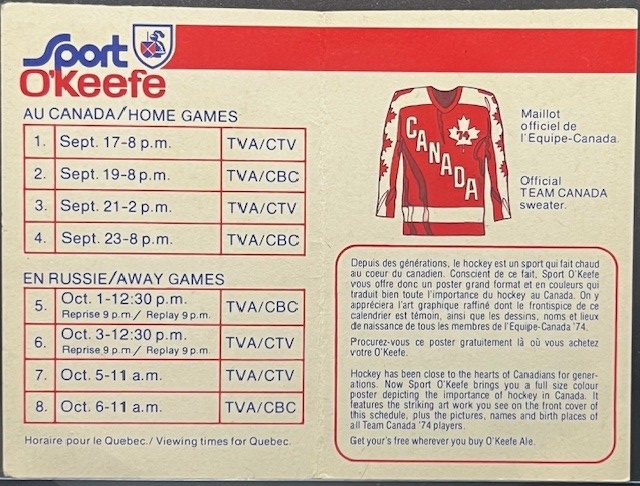 Sport
O'Keefe
AU CANADA/HOME GAMES
1. Sept. 17-8 p.m. TVA/CTV
2. Sept. 19-8 p.m. TVA/CBC
3. Sept. 21-2 p.m. TVA/CTV
4. Sept. 23-8 p.m. TVA/CBC
EN RUSSIE/AWAY GAMES
5. Oct. 1-12:30 p.m. TVA/CBC
Reprise 9 p.m./ Replay 9 p.m.
6. Oct. 3-12:30 p.m. TVA/CTV
Reprise 9 p.m./ Replay 9 p.m.
7. Oct. 5-11 a.m. TVA/CTV
8. Oct. 6-11 a.m. TVA/CBC
Horaire pour le Quebec./ Viewing times for Quebec.
CANADA
74
Maillot
officiel de
l'Equipe-Canada.
Official
TEAM CANADA
sweater.
Depuis des générations, le hockey est un sport qui fait chaud
au coeur du canadien. Conscient de ce fait, Sport O'Keefe
vous offre donc un poster grand format et en couleurs qui
traduit bien toute l'importance du hockey au Canada. On y
appréciera l'art graphique raffiné dont le frontispice de ce
calendrier est témoin, ainsi que les dessins, noms et lieux
de naissance de tous les membres de l'Equipe-Canada '74.
Procurez-vous ce poster gratuitement là où vous achetez
votre O'Keefe.
Hockey has been close to the hearts of Canadians for gener-
ations. Now Sport O'Keefe brings you a full size colour
poster depicting the importance of hockey in Canada. It
features the striking art work you see on the front cover of
this schedule, plus the pictures, names and birth places of
all Team Canada '74 players.
Get your's free wherever you buy O'Keefe Ale.